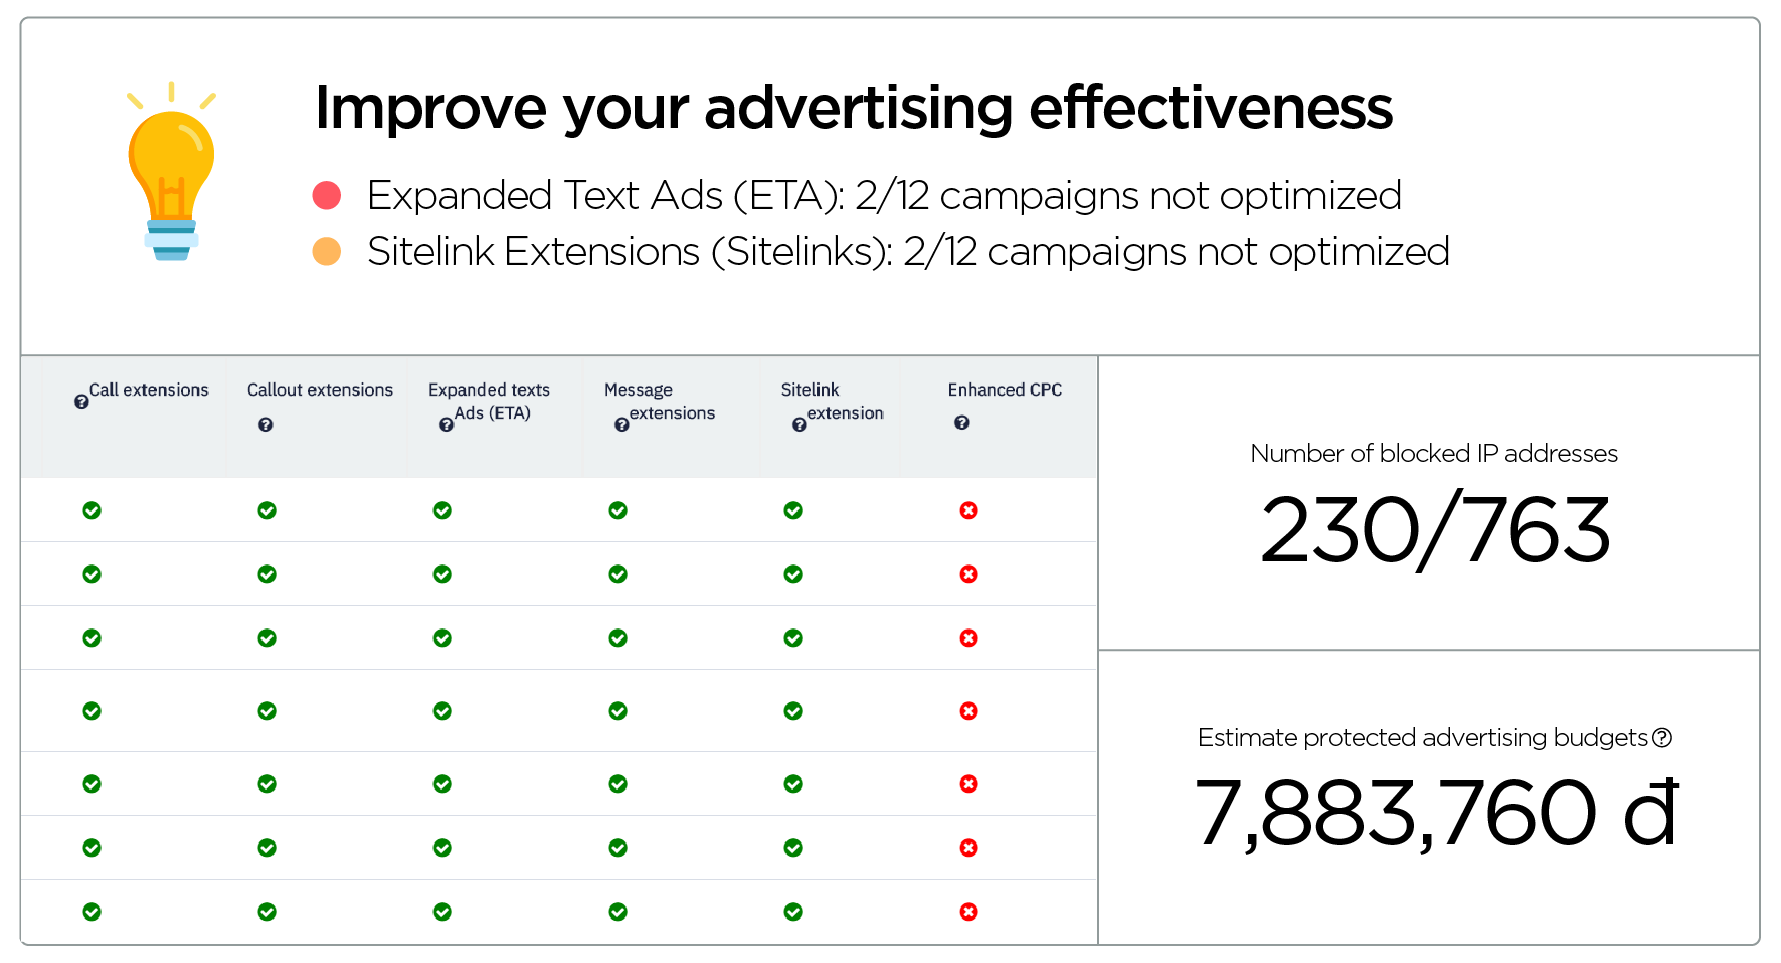 Improve your advertising effectiveness
Expanded Text Ads (ETA): 2/12 campaigns not optimized
Sitelink Extensions (Sitelinks): 2/12 campaigns not optimized
Call extensions
Callout extensions
Expanded texts
Ads (ETA)
Message
extensions
Sitelink
extension
Enhanced CPC
Number of blocked IP addresses
230/763
Estimate protected advertising budgets
7,883,760 đ